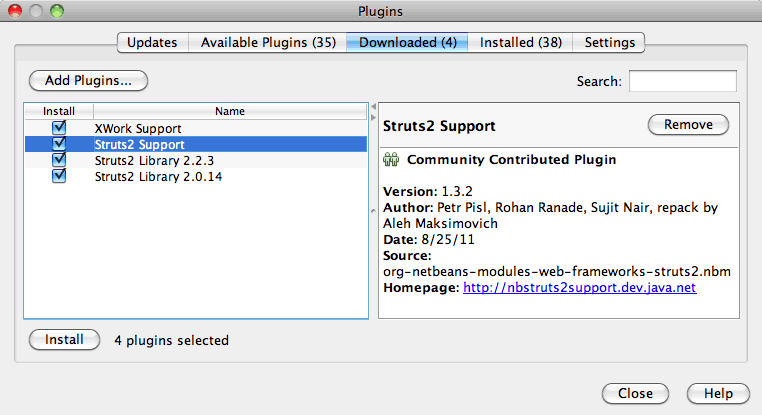 Plugins
Updates Available Plugins (35) Downloaded (4) Installed (38) Settings
Add Plugins... Search:
Install Name
XWork Support
Struts2 Support
Struts2 Library 2.2.3
Struts2 Library 2.0.14
Struts2 Support Remove
Community Contributed Plugin
Version: 1.3.2
Author: Petr Pisl, Rohan Ranade, Sujit Nair, repack by
Aleh Maksimovich
Date: 8/25/11
Source:
org-netbeans-modules-web-frameworks-struts2.nbm
Homepage: http://nbstruts2support.dev.java.net
Install 4 plugins selected
Close Help